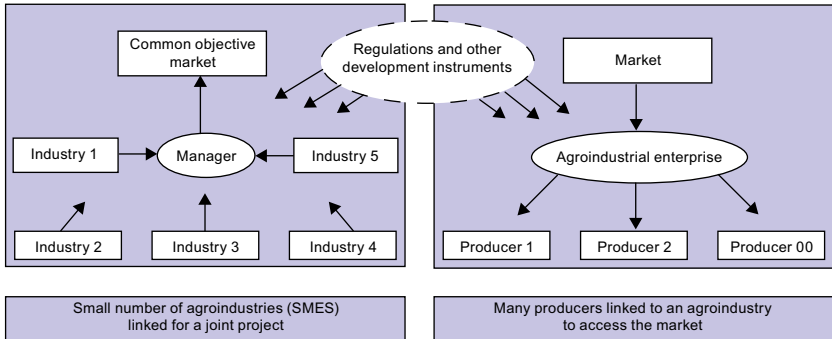 Common objective
market
Regulations and other
development instruments
Market
Industry 1
Manager
Industry 5
Agroindustrial enterprise
Industry 2
Industry 3
Industry 4
Producer 1
Producer 2
Producer 00
Small number of agroindustries (SMES)
linked for a joint project
Many producers linked to an agroindustry
to access the market